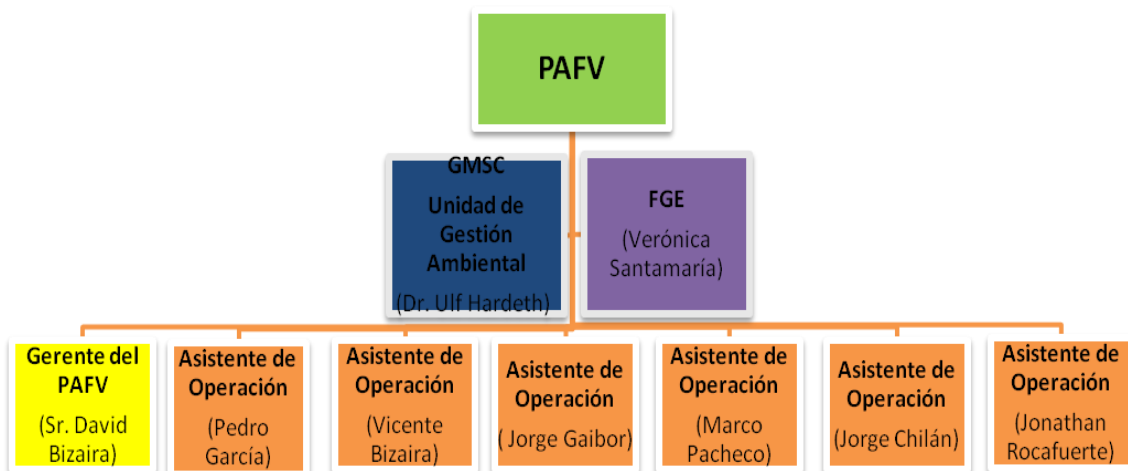 PAFV
GMSC
Unidad de
Gestión
Ambiental
(Dr. Ulf Hardeth)
FGE
(Verónica
Santamaría)
Gerente del
PAFV
(Sr. David
Bizaira)
Asistente de
Operación
(Pedro
García)
Asistente de
Operación
(Vicente
Bizaira)
Asistente de
Operación
( Jorge Gaibor)
Asistente de
Operación
(Marco
Pacheco)
Asistente de
Operación
(Jorge Chilán)
Asistente de
Operación
(Jonathan
Rocafuerte)